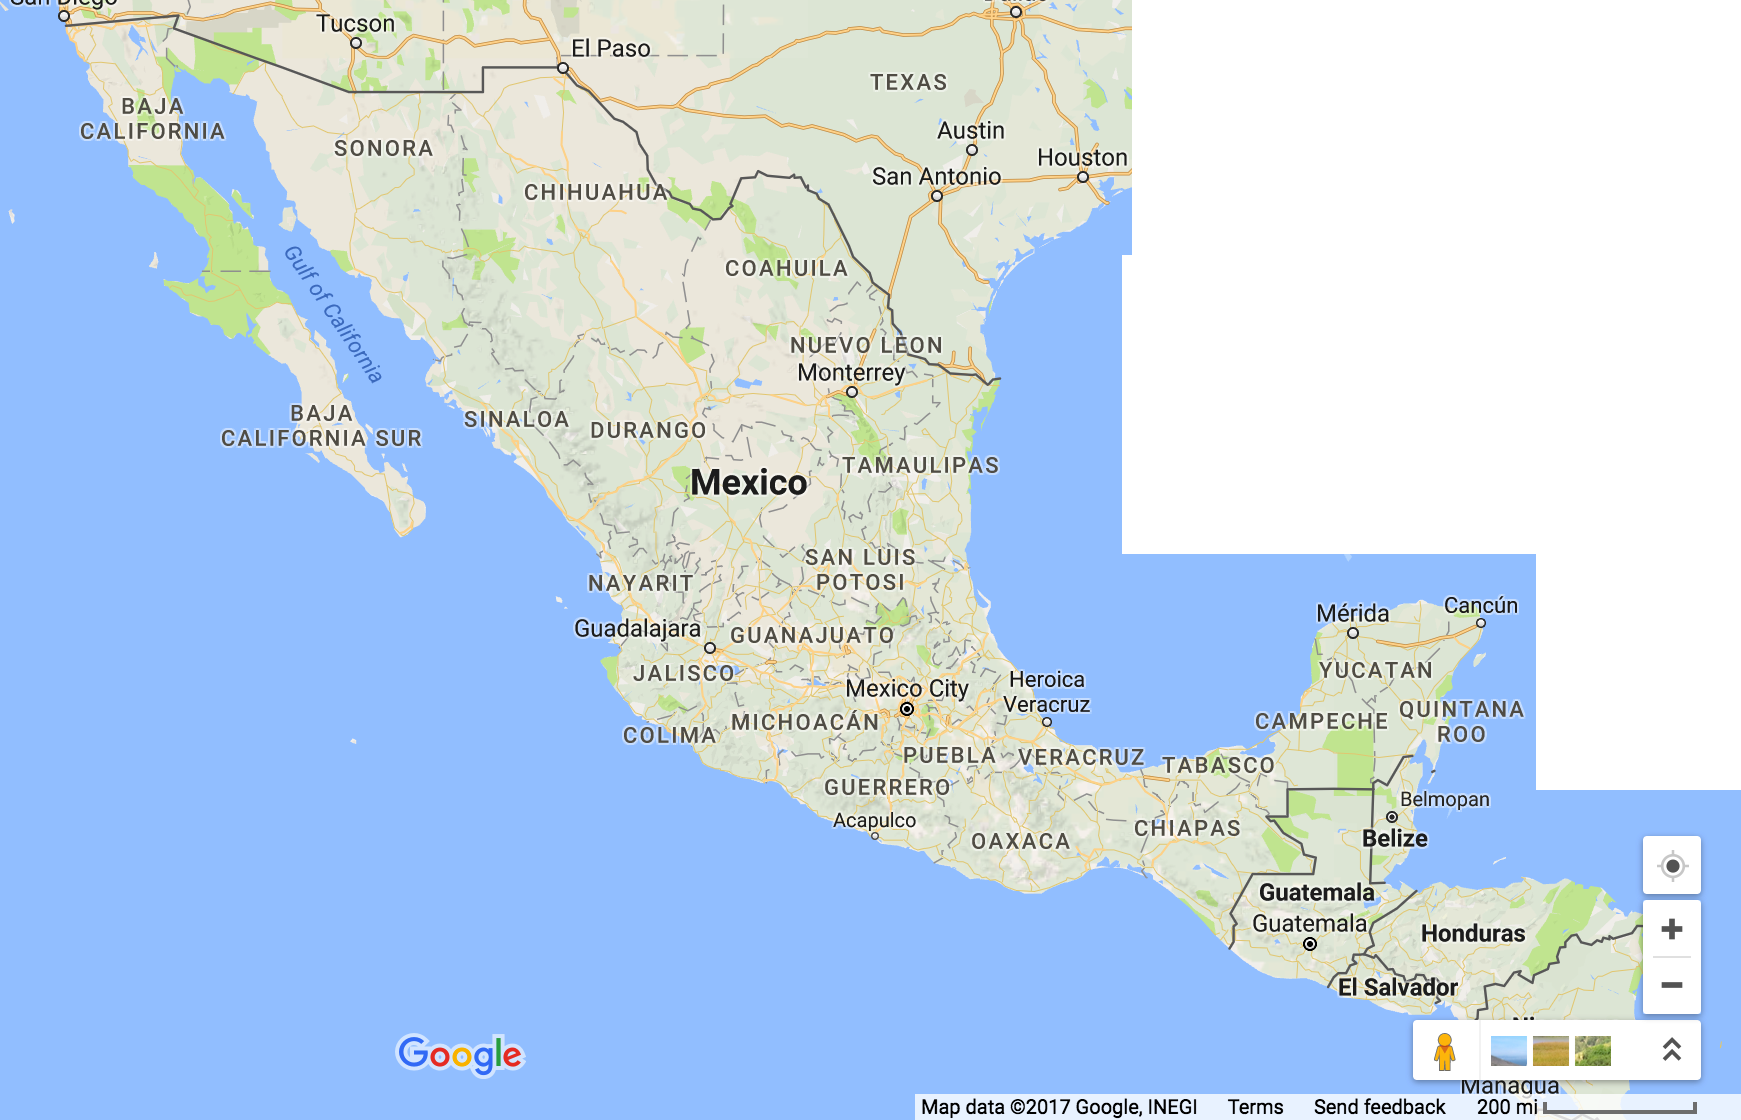 San Diego
Tucson
El Paso
TEXAS
BAJA
CALIFORNIA
SONORA
Austin
Houston
San Antonio
CHIHUAHUA
COAHUILA
Gulf of California
NUEVO LEON
Monterrey
BAJA
CALIFORNIA SUR
SINALOA
DURANGO
TAMAULIPAS
Mexico
SAN LUIS
POTOSI
NAYARIT
Guadalajara
GUANAJUATO
Mérida
Cancún
JALISCO
YUCATAN
Mexico City
Heroica
Veracruz
COLIMA
MICHOACÁN
CAMPECHE
QUINTANA
ROO
PUEBLA
VERACRUZ
TABASCO
GUERRERO
Belmopan
Acapulco
OAXACA
CHIAPAS
Belize
Guatemala
Guatemala
Honduras
El Salvador
Google
Managua
Map data ©2017 Google, INEGI
Terms
Send feedback
200 mi